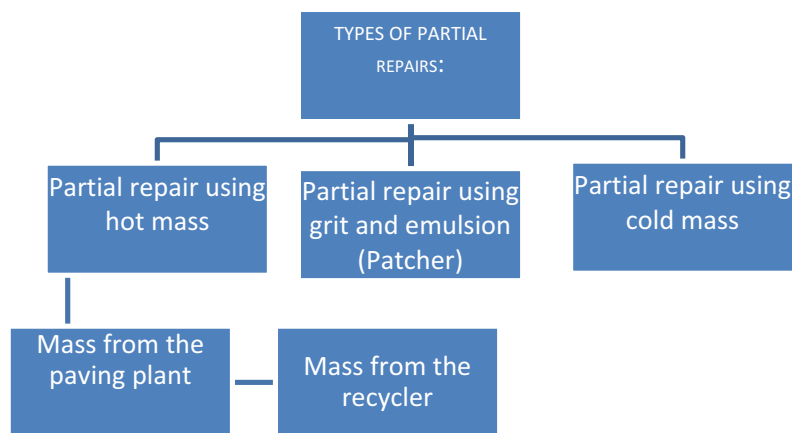 TYPES OF PARTIAL
REPAIRS:
Partial repair using
hot mass
Partial repair using
grit and emulsion
(Patcher)
Partial repair using
cold mass
Mass from the
paving plant
Mass from the
recycler